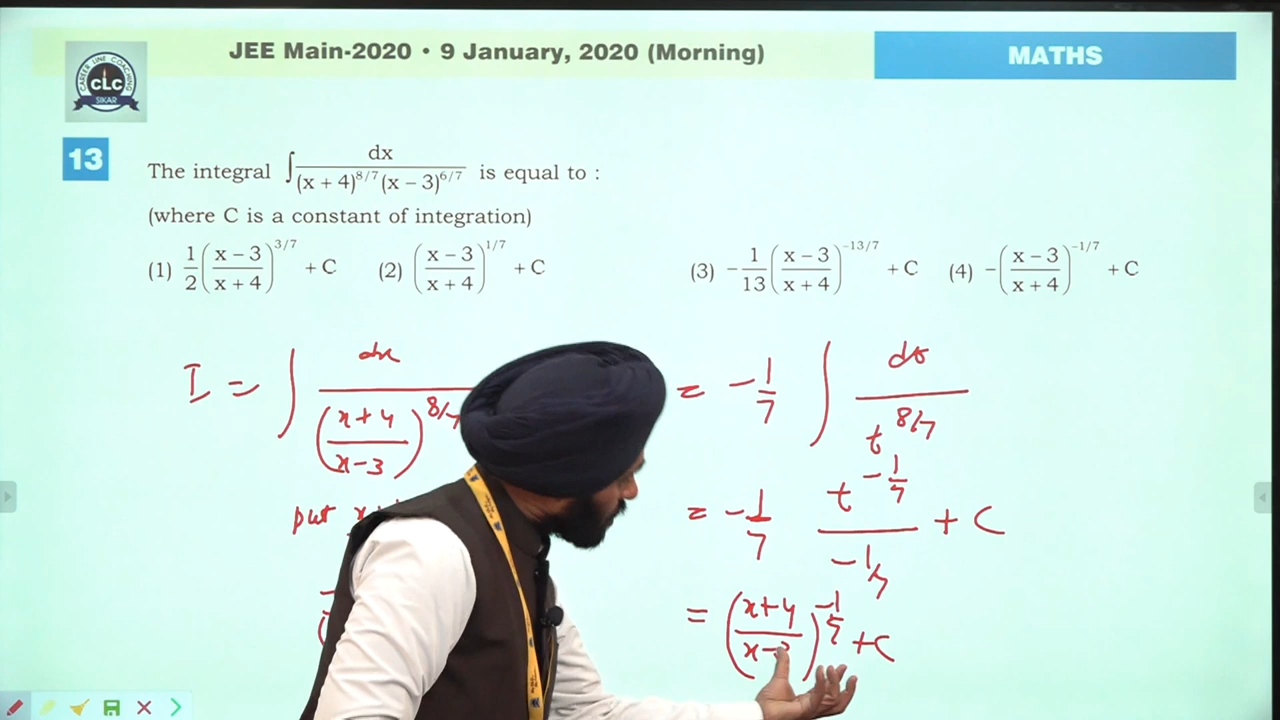 JEE Main-2020 • 9 January, 2020 (Morning)
MATHS
CAREER LINE COACHING
CLC
SIKAR
13
The integral ∫ dx / (x + 4)^8/7 (x – 3)^6/7 is equal to :
(where C is a constant of integration)
(1) 1/2 ((x – 3)/(x + 4))^3/7 + C (2) ((x – 3)/(x + 4))^1/7 + C (3) – 1/13 ((x – 3)/(x + 4))^–13/7 + C (4) –((x – 3)/(x + 4))^–1/7 + C
I = ∫ dx / ((x+4)/(x-3))^8/7
put
= -1/7 ∫ dt / t^8/7
= -1/7 t^-1/7 / (-1/7) + C
= ((x+4)/(x-3))^-1/7 + C